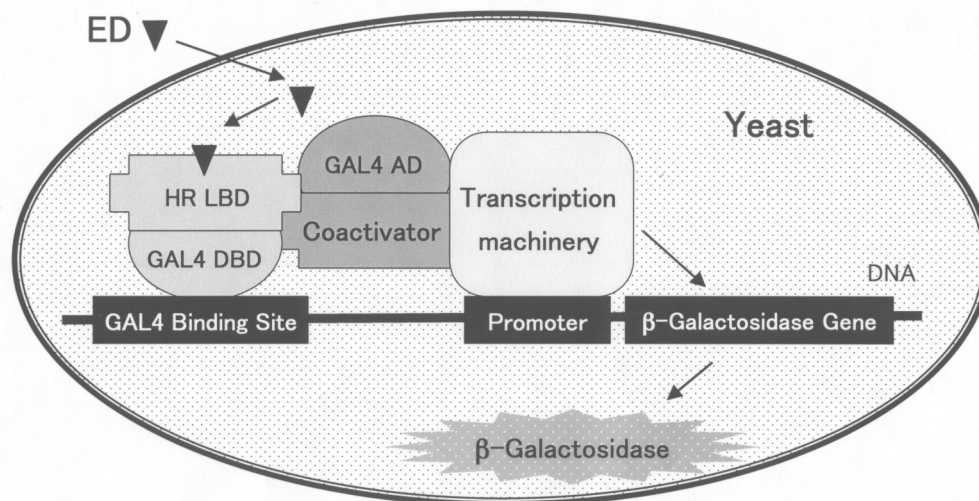 ED
Yeast
GAL4 AD
HR LBD
Transcription
machinery
Coactivator
GAL4 DBD
DNA
GAL4 Binding Site
Promoter
β-Galactosidase Gene
β-Galactosidase